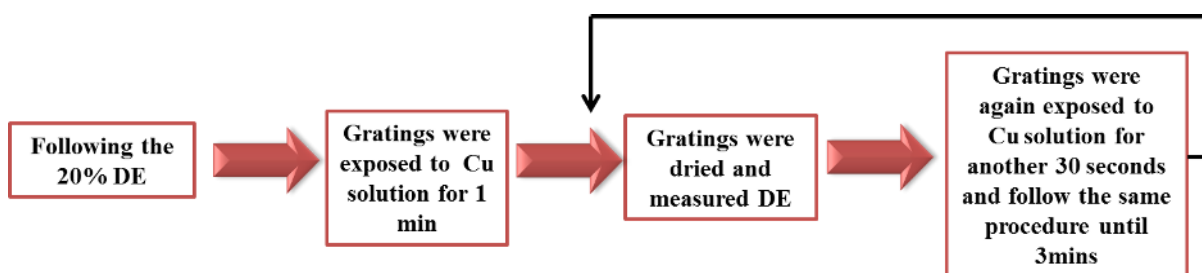 Following the
20% DE
Gratings were
exposed to Cu
solution for 1
min
Gratings were
dried and
measured DE
Gratings were
again exposed to
Cu solution for
another 30 seconds
and follow the same
procedure until
3mins